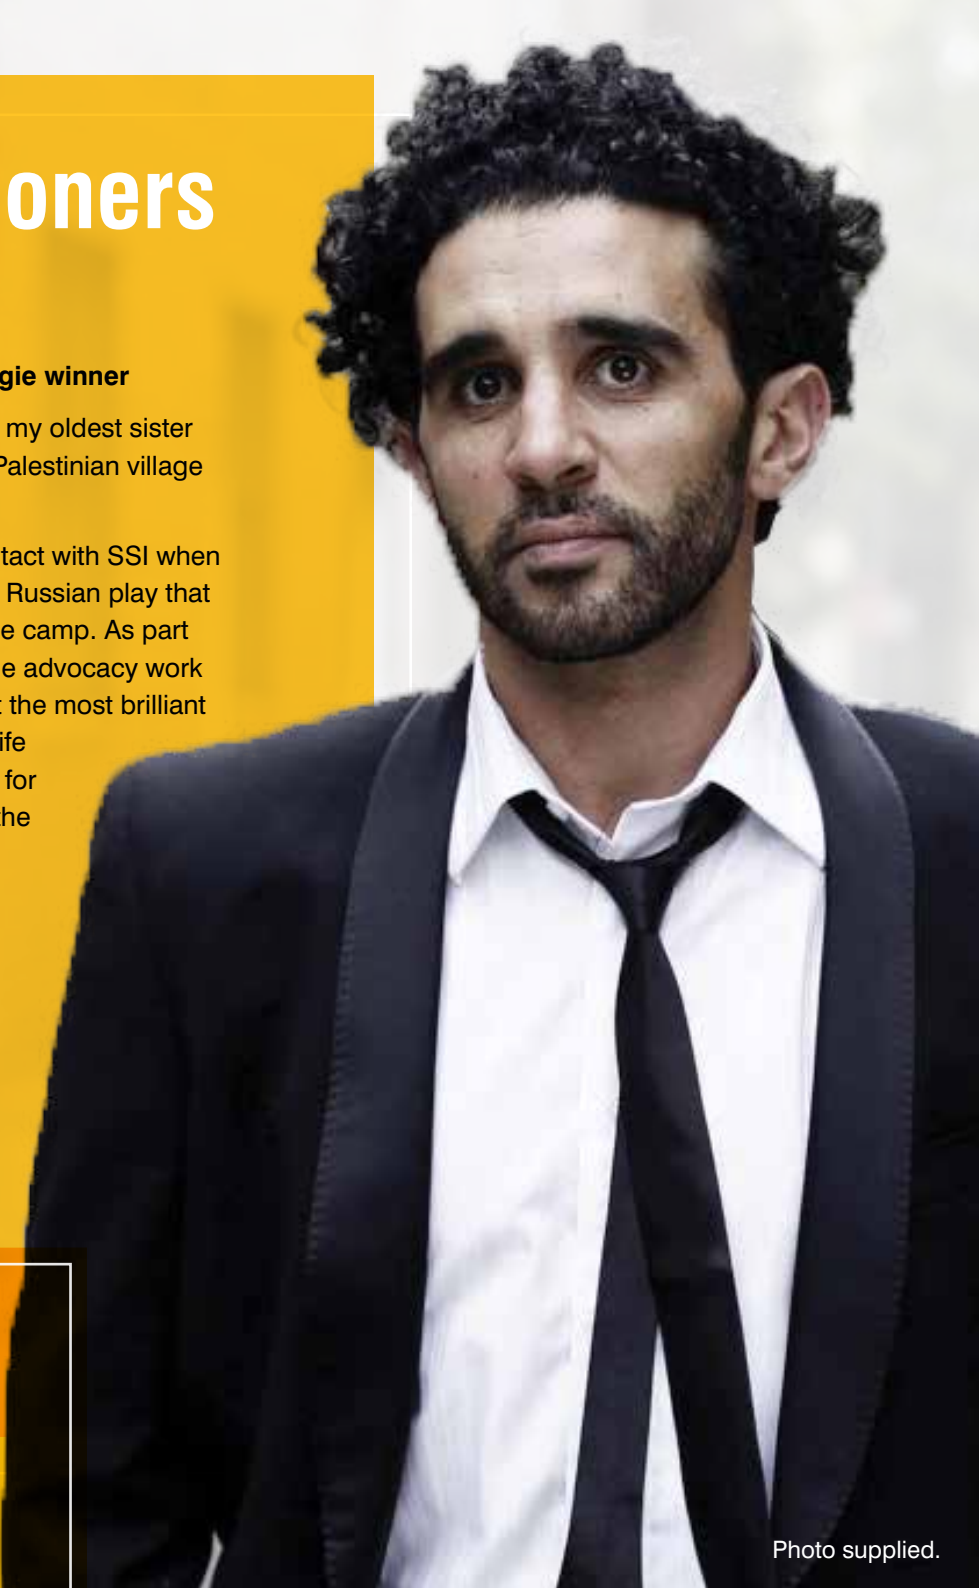 oners
gie winner
my oldest sister
Palestinian village
tact with SSI when
Russian play that
e camp. As part
e advocacy work
t the most brilliant
ife
for
the
Photo supplied.